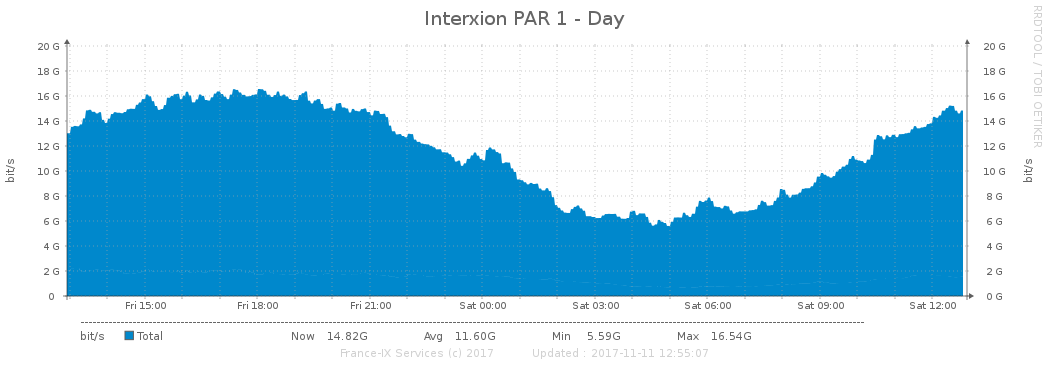 Interxion PAR 1 - Day
RRDTOOL / TOBI OETIKER
bit/s
20 G 20 G
18 G 18 G
16 G 16 G
14 G 14 G
12 G 12 G
10 G 10 G
8 G 8 G
6 G 6 G
4 G 4 G
2 G 2 G
0 0 G
bit/s
Fri 15:00 Fri 18:00 Fri 21:00 Sat 00:00 Sat 03:00 Sat 06:00 Sat 09:00 Sat 12:00
bit/s Total Now 14.82G Avg 11.60G Min 5.59G Max 16.54G
France-IX Services (c) 2017 Updated : 2017-11-11 12:55:07